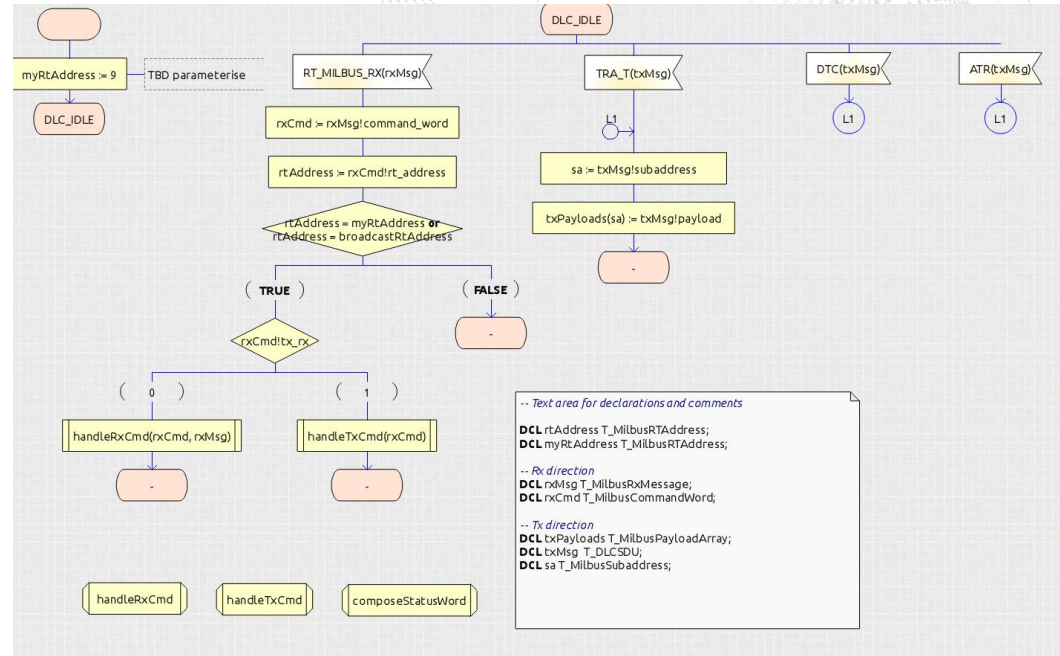 myRtAddress := 9
TBD parameterise
DLC_IDLE
DLC_IDLE
RT_MILBUS_RX(rxMsg)
TRA_T(txMsg)
DTC(txMsg)
ATR(txMsg)
L1
L1
L1
rxCmd := rxMsg!command_word
rtAddress := rxCmd!rt_address
sa := txMsg!subaddress
txPayloads(sa) := txMsg!payload
-
rtAddress = myRtAddress or
rtAddress = broadcastRtAddress
( TRUE )
( FALSE )
-
rxCmd!tx_rx
( 0 )
( 1 )
handleRxCmd(rxCmd, rxMsg)
handleTxCmd(rxCmd)
-
-
-- Text area for declarations and comments
DCL rtAddress T_MilbusRTAddress;
DCL myRtAddress T_MilbusRTAddress;
-- Rx direction
DCL rxMsg T_MilbusRxMessage;
DCL rxCmd T_MilbusCommandWord;
-- Tx direction
DCL txPayloads T_MilbusPayloadArray;
DCL txMsg T_DLCSDU;
DCL sa T_MilbusSubaddress;
handleRxCmd
handleTxCmd
composeStatusWord